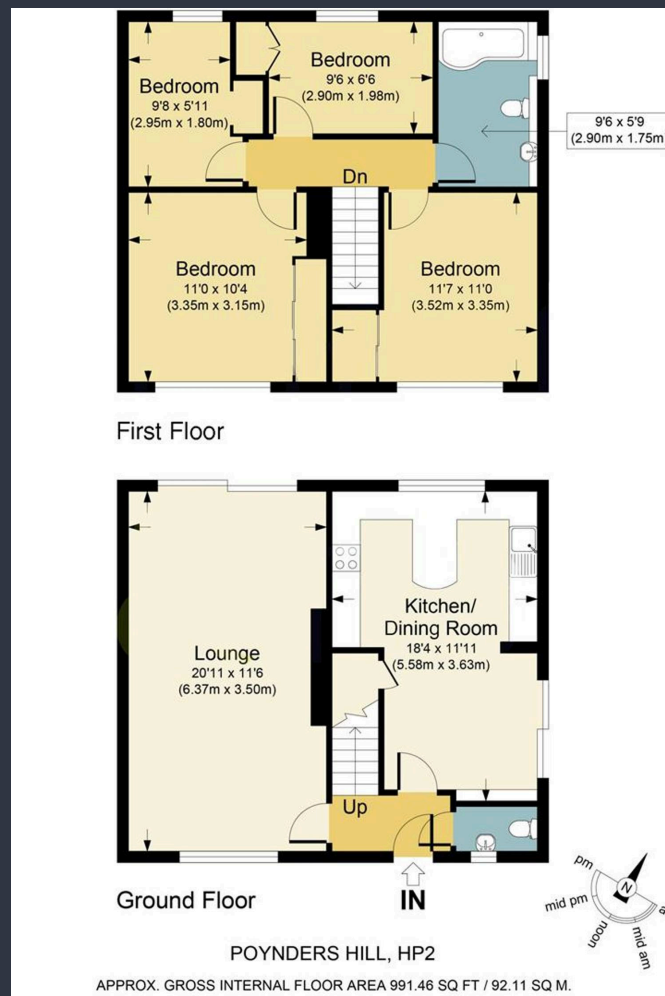 Bedroom
9'6 x 6'6
(2.90m x 1.98m)
Bedroom
9'8 x 5'11
(2.95m x 1.80m)
9'6 x 5'9
(2.90m x 1.75m
Dn
Bedroom
11'0 x 10'4
(3.35m x 3.15m)
Bedroom
11'7 x 11'0
(3.52m x 3.35m)
First Floor
Kitchen/
Dining Room
18'4 x 11'11
(5.58m x 3.63m)
Lounge
20'11 x 11'6
(6.37m x 3.50m)
Up
Ground Floor
IN
pm
mid pm
noon
mid am
a
N
POYNDERS HILL, HP2
APPROX. GROSS INTERNAL FLOOR AREA 991.46 SQ FT / 92.11 SQ M.